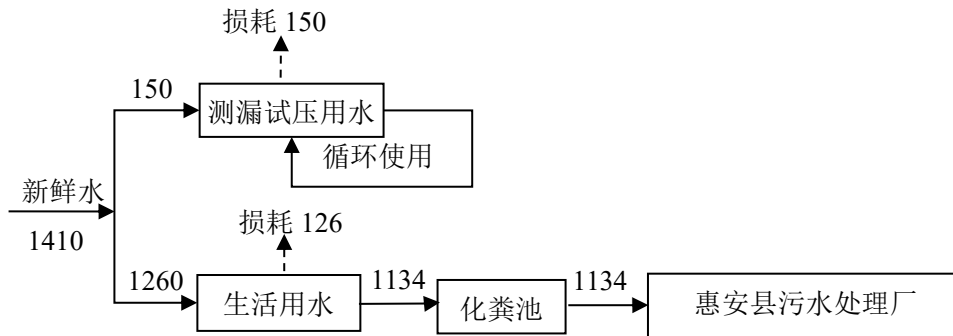 损耗 150
150
测漏试压用水
循环使用
新鲜水
1410
损耗 126
1260
生活用水
1134
化粪池
1134
惠安县污水处理厂